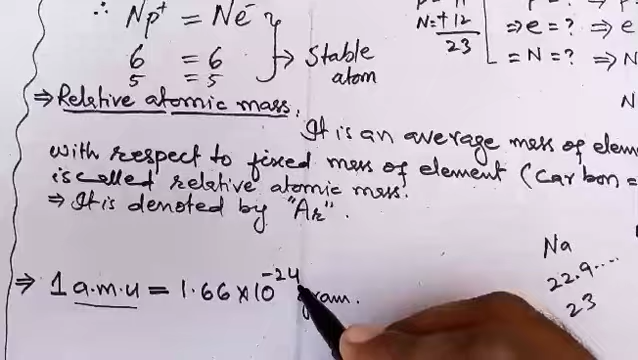 ∴ Np⁺ = Ne⁻
6 = 6
5 = 5
→ Stable atom
N = + 12
23
⇒ e = ?
= N = ?
⇒ e
⇒ N
N
⇒ Relative atomic mass.
It is an average mass of elem
with respect to fixed mass of element (Carbon =
is called relative atomic mass.
⇒ It is denoted by "Ar".
⇒ 1 a.m.u = 1.66 × 10⁻²⁴ gram.
Na
22.9....
23